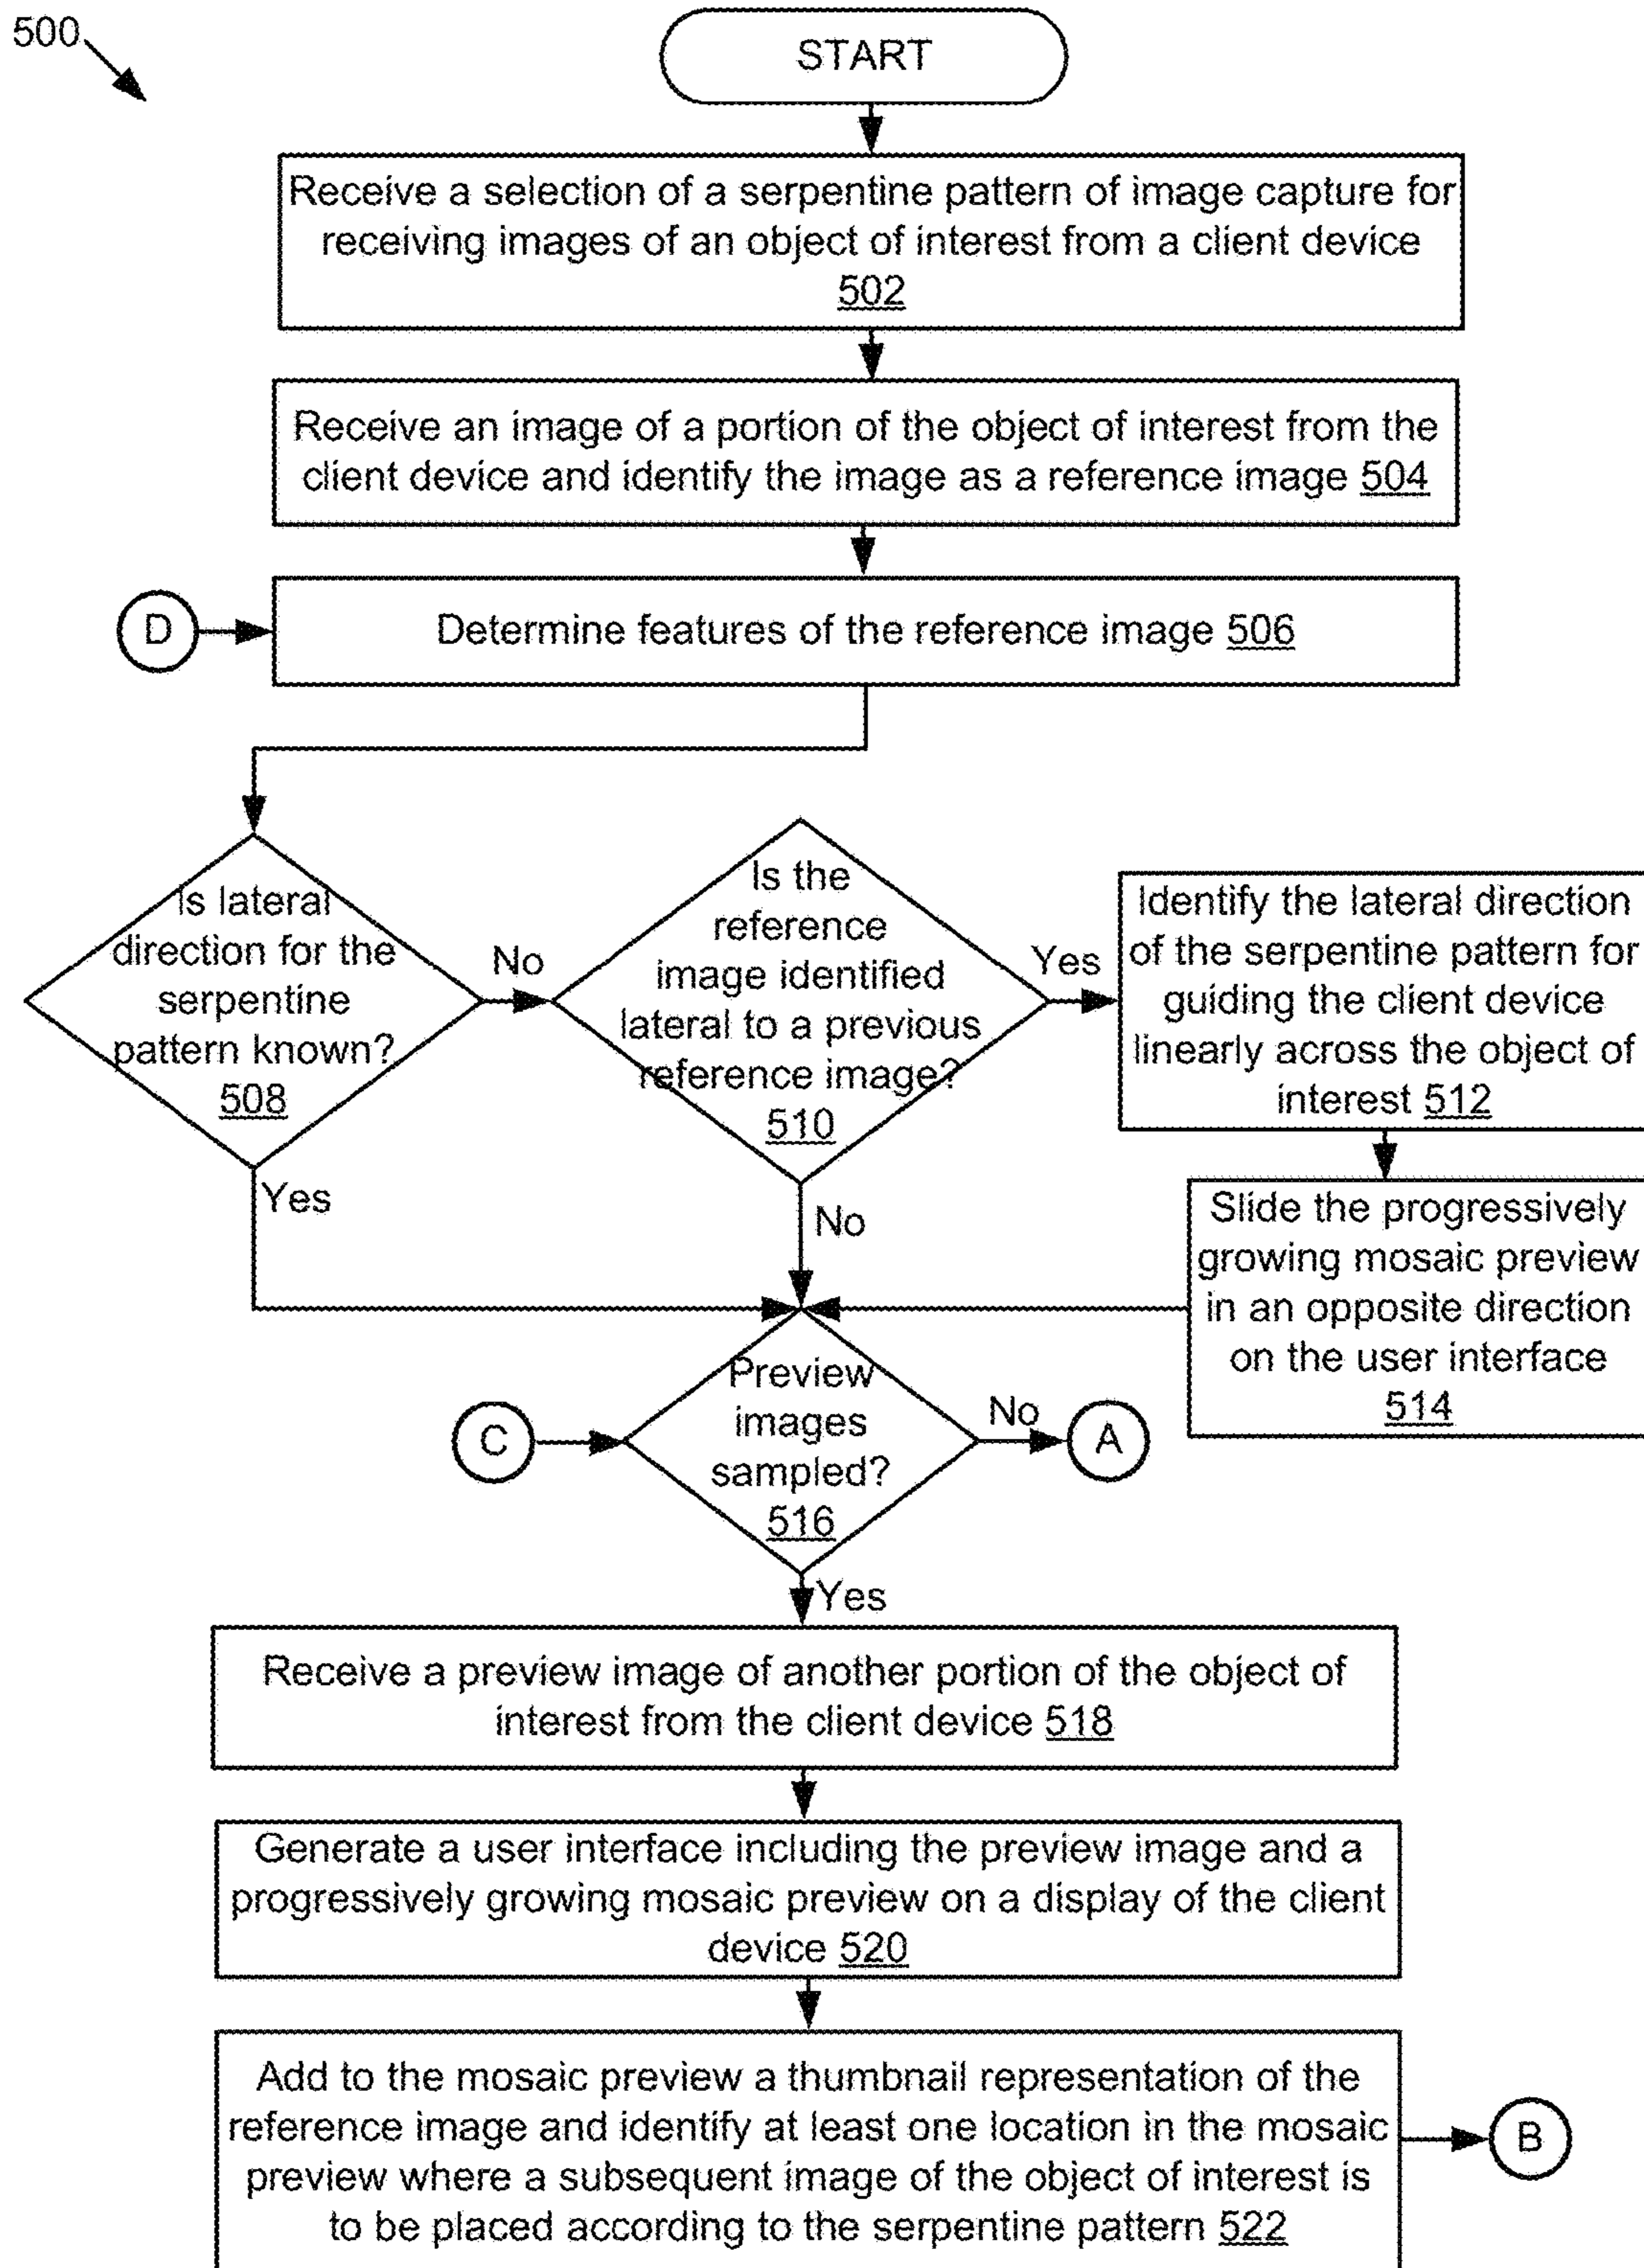 500
START
Receive a selection of a serpentine pattern of image capture for
receiving images of an object of interest from a client device
502
Receive an image of a portion of the object of interest from the
client device and identify the image as a reference image 504
D
Determine features of the reference image 506
Is lateral
direction for the
serpentine
pattern known?
508
No
Yes
Is the
reference
image identified
lateral to a previous
reference image?
510
Yes
No
Identify the lateral direction
of the serpentine pattern for
guiding the client device
linearly across the object of
interest 512
Slide the progressively
growing mosaic preview
in an opposite direction
on the user interface
514
C
Preview
images
sampled?
516
No
A
Yes
Receive a preview image of another portion of the object of
interest from the client device 518
Generate a user interface including the preview image and a
progressively growing mosaic preview on a display of the client
device 520
Add to the mosaic preview a thumbnail representation of the
reference image and identify at least one location in the mosaic
preview where a subsequent image of the object of interest is
to be placed according to the serpentine pattern 522
B